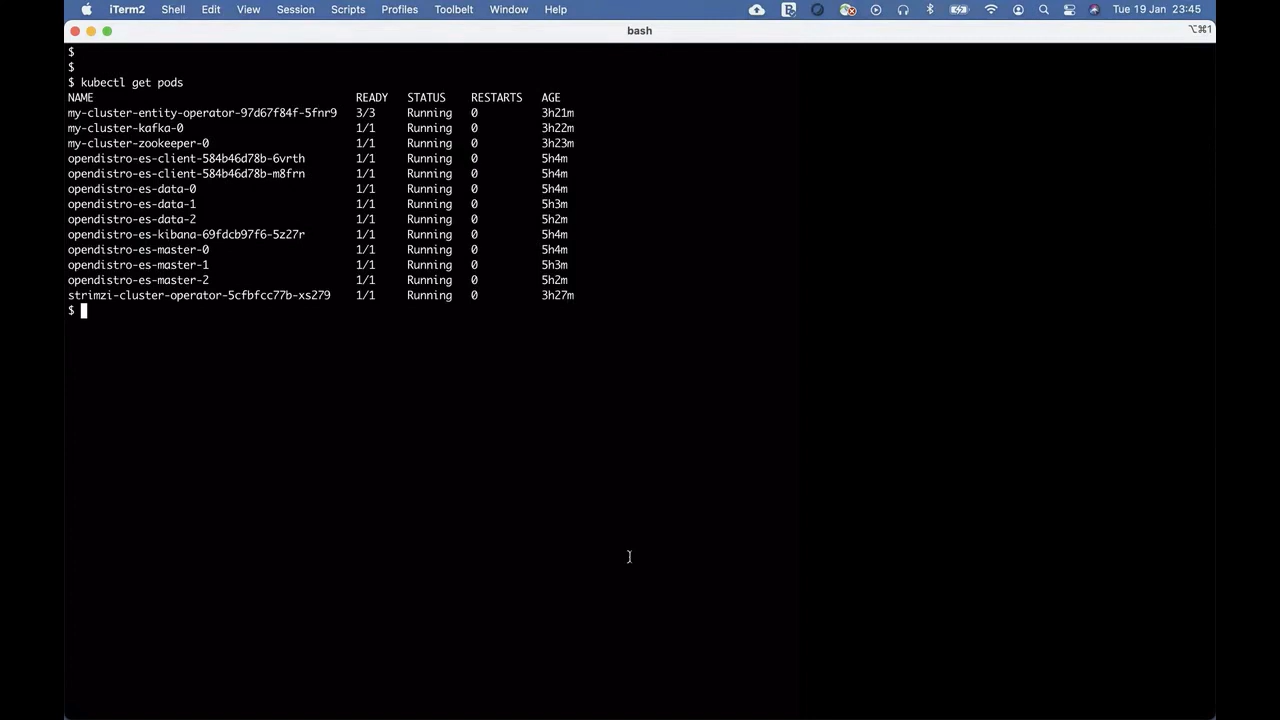 iTerm2 Shell Edit View Session Scripts Profiles Toolbelt Window Help Tue 19 Jan 23:45
bash ⌥⌘1
$
$
$ kubectl get pods
NAME READY STATUS RESTARTS AGE
my-cluster-entity-operator-97d67f84f-5fnr9 3/3 Running 0 3h21m
my-cluster-kafka-0 1/1 Running 0 3h22m
my-cluster-zookeeper-0 1/1 Running 0 3h23m
opendistro-es-client-584b46d78b-6vrth 1/1 Running 0 5h4m
opendistro-es-client-584b46d78b-m8frn 1/1 Running 0 5h4m
opendistro-es-data-0 1/1 Running 0 5h4m
opendistro-es-data-1 1/1 Running 0 5h3m
opendistro-es-data-2 1/1 Running 0 5h2m
opendistro-es-kibana-69fdcb97f6-5z27r 1/1 Running 0 5h4m
opendistro-es-master-0 1/1 Running 0 5h4m
opendistro-es-master-1 1/1 Running 0 5h3m
opendistro-es-master-2 1/1 Running 0 5h2m
strimzi-cluster-operator-5cfbfcc77b-xs279 1/1 Running 0 3h27m
$